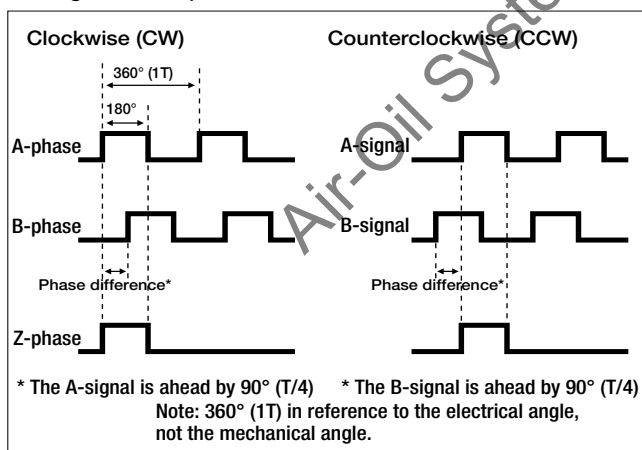 Clockwise (CW)
Counterclockwise (CCW)
360° (1T)
180°
A-phase
A-signal
B-phase
B-signal
Phase difference*
Phase difference*
Z-phase
* The A-signal is ahead by 90° (T/4)
* The B-signal is ahead by 90° (T/4)
Note: 360° (1T) in reference to the electrical angle,
not the mechanical angle.
Air-Oil